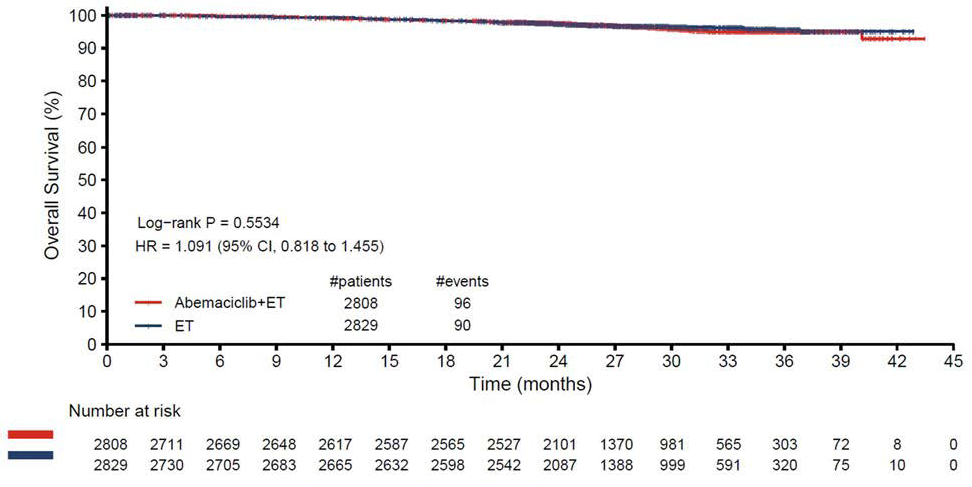 100
90
80
70
60
50
40
30
20
10
0
Overall Survival (%)
Log−rank P = 0.5534
HR = 1.091 (95% CI, 0.818 to 1.455)
#patients #events
Abemaciclib+ET 2808 96
ET 2829 90
0 3 6 9 12 15 18 21 24 27 30 33 36 39 42 45
Time (months)
Number at risk
2808 2711 2669 2648 2617 2587 2565 2527 2101 1370 981 565 303 72 8 0
2829 2730 2705 2683 2665 2632 2598 2542 2087 1388 999 591 320 75 10 0